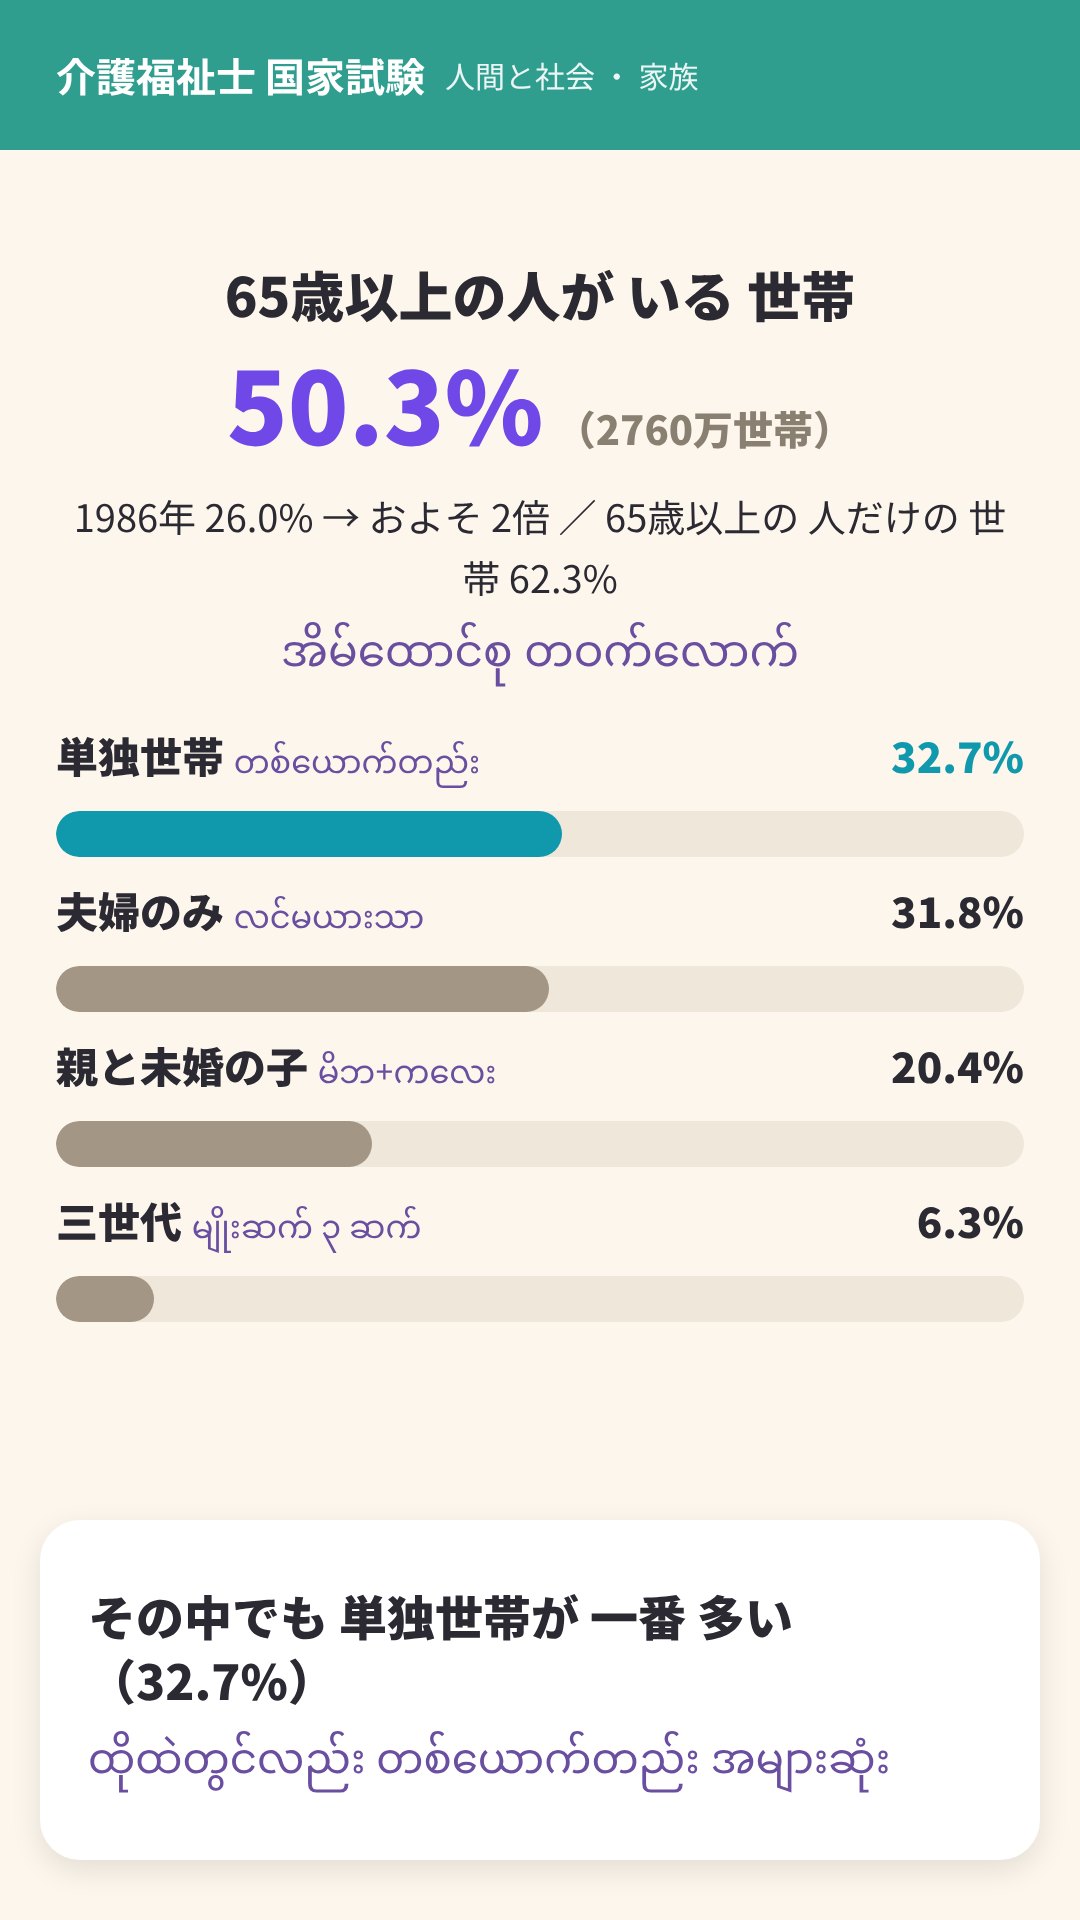 介護福祉士 国家試験 人間と社会 ・ 家族
65歳以上の人が いる 世帯
50.3% （2760万世帯）
1986年 26.0% → およそ 2倍 ／ 65歳以上の 人だけの 世
帯 62.3%
အိမ်ထောင်စု တဝက်လောက်
単独世帯 တစ်ယောက်တည်း 32.7%
夫婦のみ လင်မယားသာ 31.8%
親と未婚の子 မိဘ+ကလေး 20.4%
三世代 မျိုးဆက် ၃ ဆက် 6.3%
その中でも 単独世帯が 一番 多い
（32.7%）
ထိုထဲတွင်လည်း တစ်ယောက်တည်း အများဆုံး